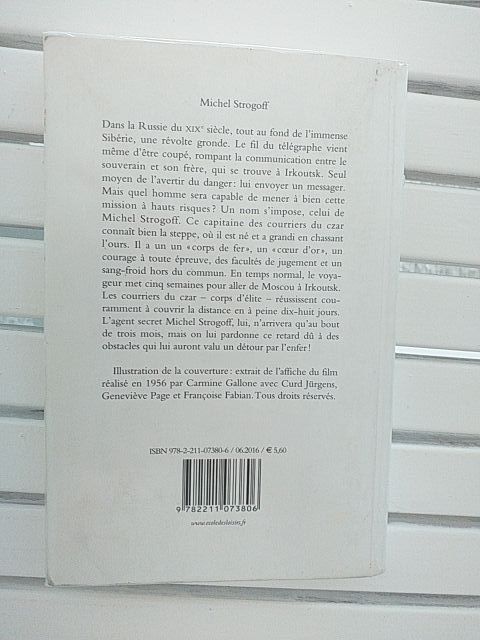 Michel Strogoff
Dans la Russie du XIXe siècle, tout au fond de l'immense
Sibérie, une révolte gronde. Le fil du télégraphe vient
même d'être coupé, rompant la communication entre le
souverain et son frère, qui se trouve à Irkoutsk. Seul
moyen de l'avertir du danger : lui envoyer un messager.
Mais quel homme sera capable de mener à bien cette
mission à hauts risques ? Un nom s'impose, celui de
Michel Strogoff. Ce capitaine des courriers du czar
connaît bien la steppe, où il est né et a grandi en chassant
l'ours. Il a un un «corps de fer», un «cœur d'or», un
courage à toute épreuve, des facultés de jugement et un
sang-froid hors du commun. En temps normal, le voya-
geur met cinq semaines pour aller de Moscou à Irkoutsk.
Les courriers du czar – corps d'élite – réussissent cou-
ramment à couvrir la distance en à peine dix-huit jours.
L'agent secret Michel Strogoff, lui, n'arrivera qu'au bout
de trois mois, mais on lui pardonne ce retard dû à des
obstacles qui lui auront valu un détour par l'enfer !
Illustration de la couverture : extrait de l'affiche du film
réalisé en 1956 par Carmine Gallone avec Curd Jürgens,
Geneviève Page et Françoise Fabian. Tous droits réservés.
ISBN 978-2-211-07380-6 / 06.2016 / € 5,60
9 782211 073806
www.ecoledesloisirs.fr